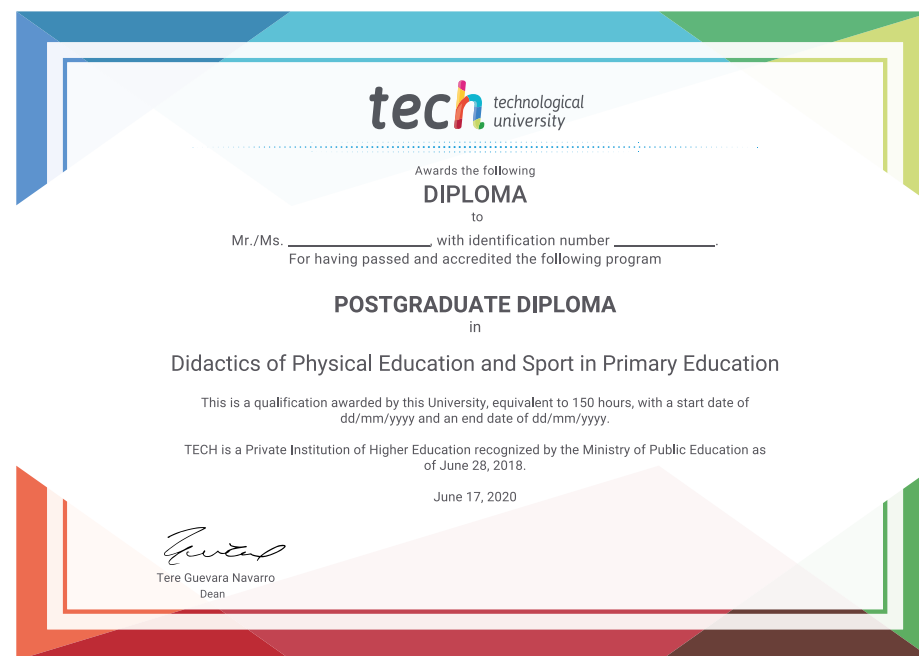 tech technological
university
Awards the following
DIPLOMA
to
Mr./Ms. ____________, with identification number ____________.
For having passed and accredited the following program
POSTGRADUATE DIPLOMA
in
Didactics of Physical Education and Sport in Primary Education
This is a qualification awarded by this University, equivalent to 150 hours, with a start date of
dd/mm/yyyy and an end date of dd/mm/yyyy.
TECH is a Private Institution of Higher Education recognized by the Ministry of Public Education as
of June 28, 2018.
June 17, 2020
Tere Guevara Navarro
Dean